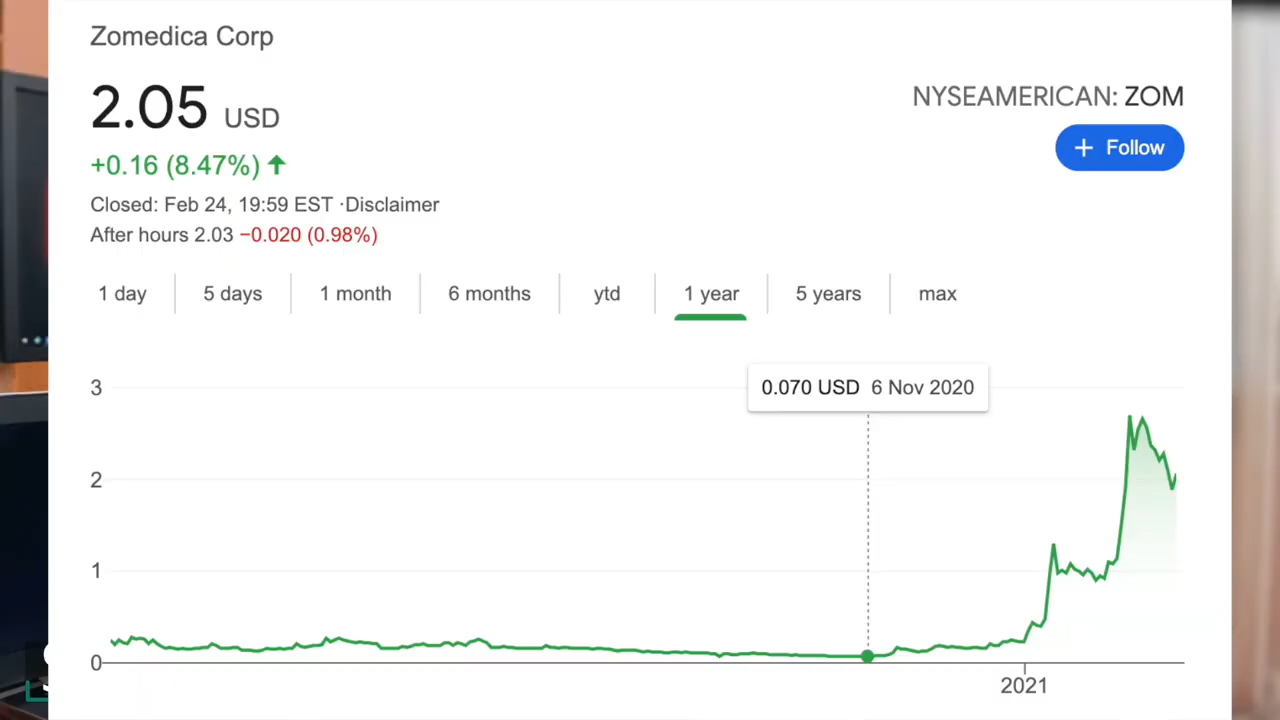 Zomedica Corp
2.05 USD
NYSEAMERICAN: ZOM
+ Follow
+0.16 (8.47%)
Closed: Feb 24, 19:59 EST ·Disclaimer
After hours 2.03 −0.020 (0.98%)
1 day 5 days 1 month 6 months ytd 1 year 5 years max
0.070 USD 6 Nov 2020
3
2
1
0
2021